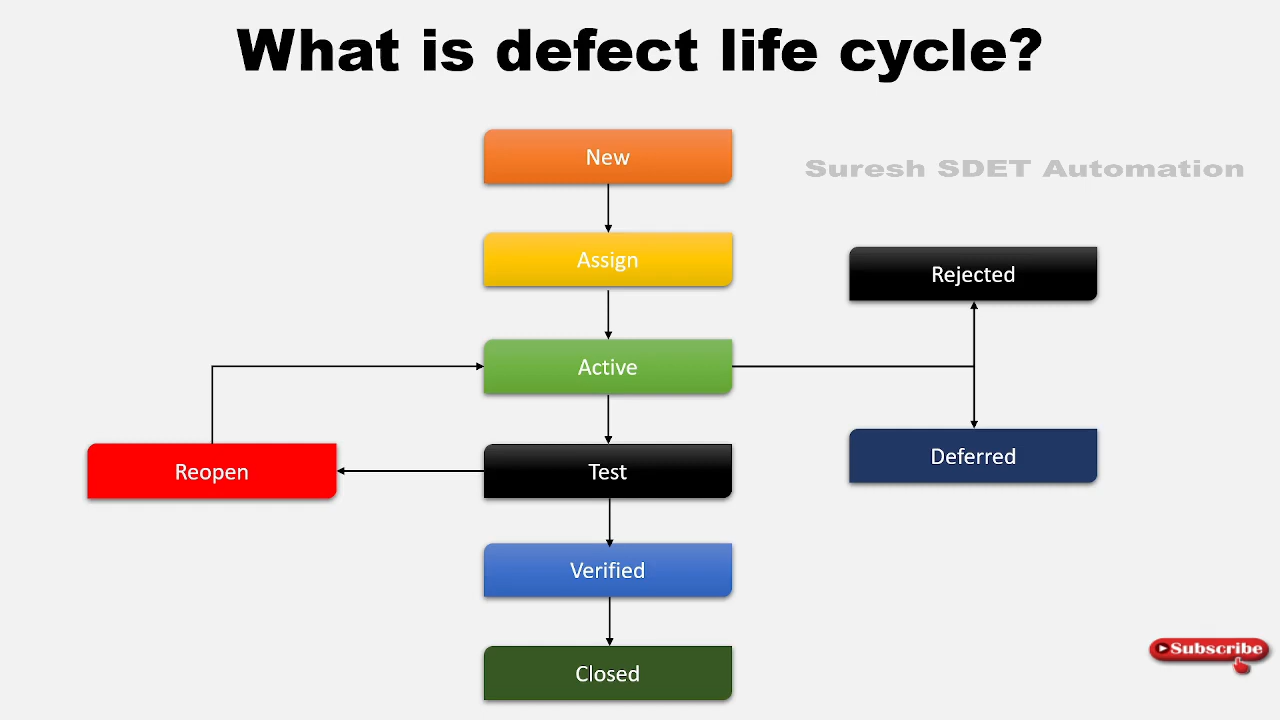 What is defect life cycle?
New
Suresh SDET Automation
Assign
Rejected
Active
Deferred
Reopen
Test
Verified
Subscribe
Closed